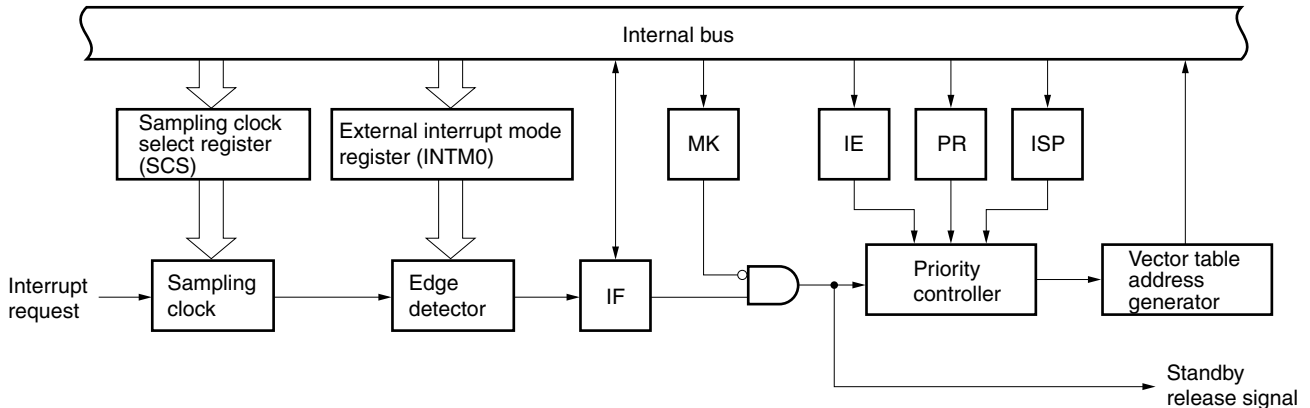 Internal bus
Sampling clock
select register
(SCS)
External interrupt mode
register (INTM0)
MK
IE
PR
ISP
Interrupt
request
Sampling
clock
Edge
detector
IF
Priority
controller
Vector table
address
generator
Standby
release signal